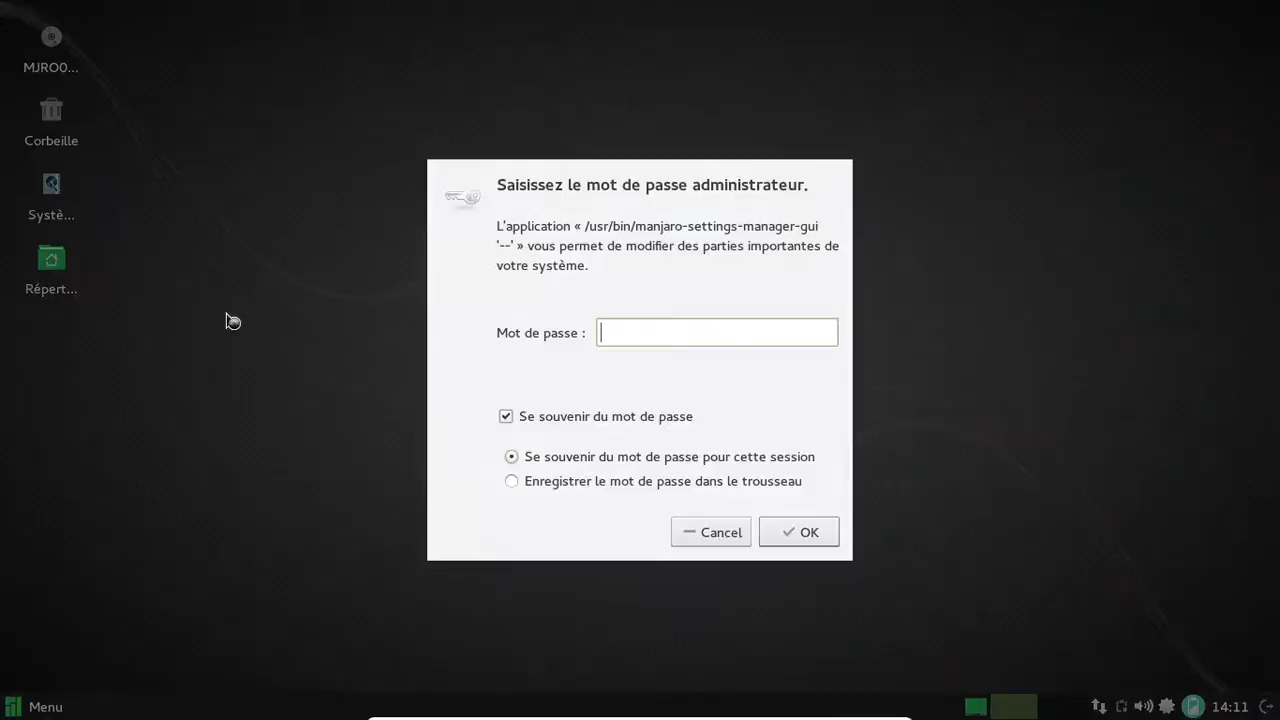 MJRO0...
Corbeille
Systè...
Répert...
Saisissez le mot de passe administrateur.
L'application « /usr/bin/manjaro-settings-manager-gui
'--' » vous permet de modifier des parties importantes de
votre système.
Mot de passe :
Se souvenir du mot de passe
Se souvenir du mot de passe pour cette session
Enregistrer le mot de passe dans le trousseau
Cancel
OK
Menu
14:11